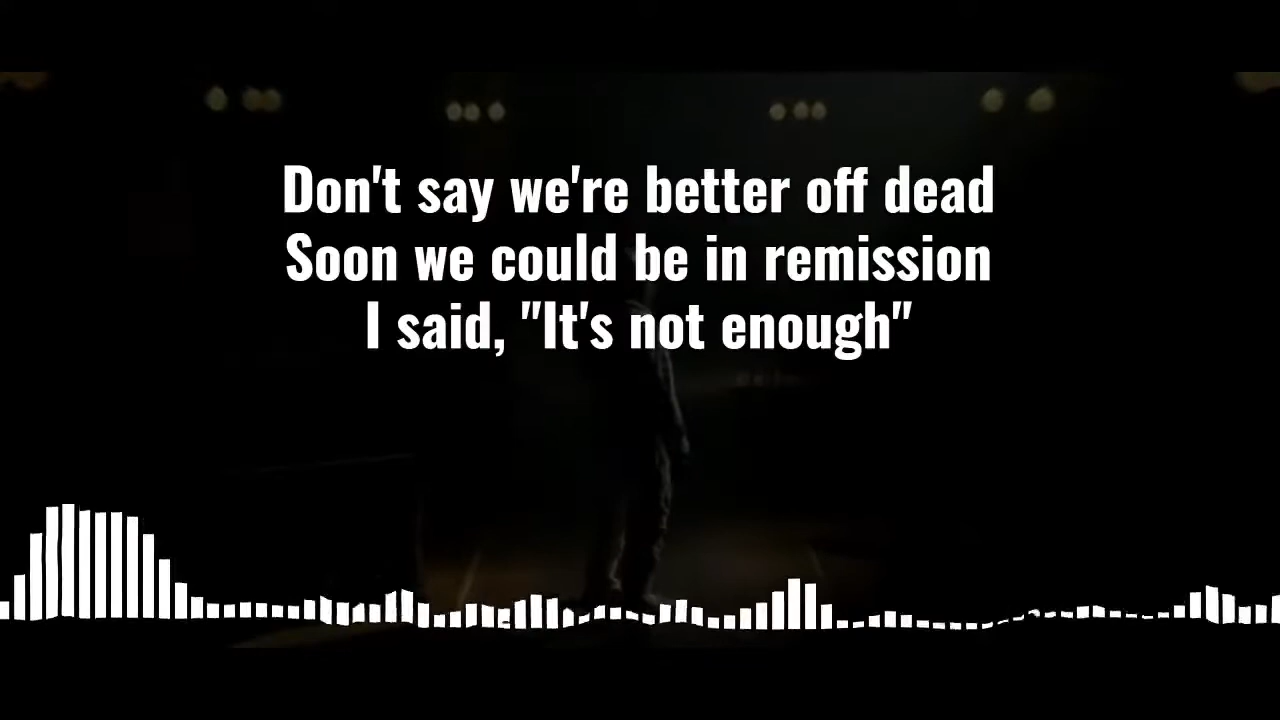 Don't say we're better off dead
Soon we could be in remission
I said, "It's not enough"